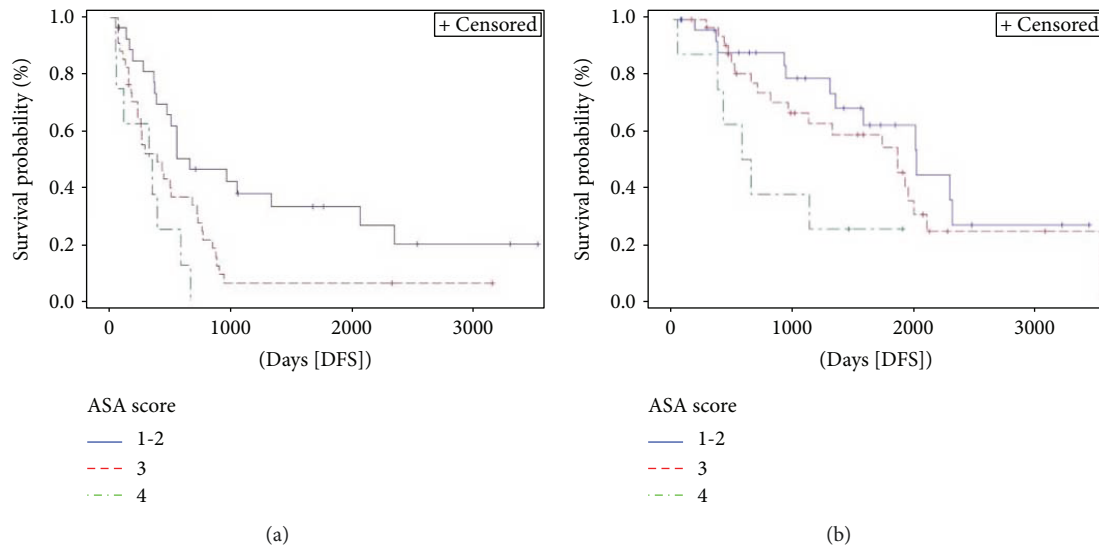 1.0
0.8
0.6
0.4
0.2
0.0
Survival probability (%)
+ Censored
0 1000 2000 3000
(Days [DFS])
ASA score
1-2
3
4
(a)
1.0
0.8
0.6
0.4
0.2
0.0
Survival probability (%)
+ Censored
0 1000 2000 3000
(Days [DFS])
ASA score
1-2
3
4
(b)